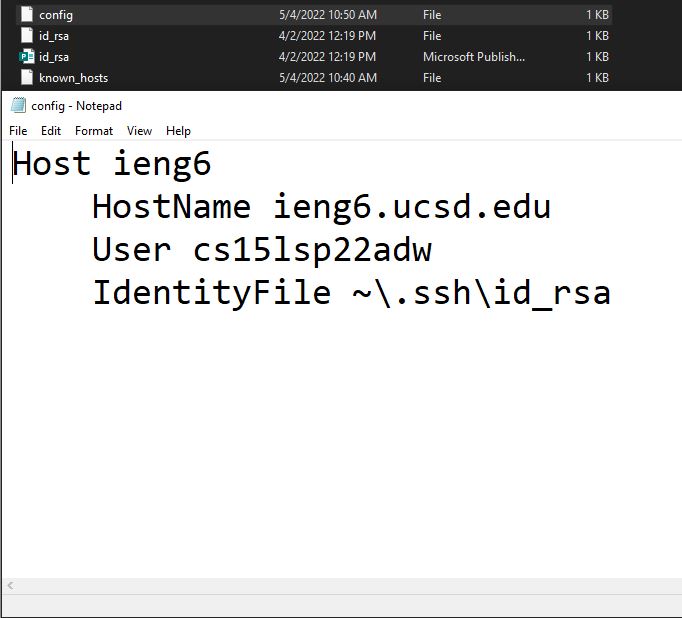 config 5/4/2022 10:50 AM File 1 KB
id_rsa 4/2/2022 12:19 PM File 1 KB
id_rsa 4/2/2022 12:19 PM Microsoft Publish... 1 KB
known_hosts 5/4/2022 10:40 AM File 1 KB
config - Notepad
File Edit Format View Help
Host ieng6
    HostName ieng6.ucsd.edu
    User cs15lsp22adw
    IdentityFile ~\.ssh\id_rsa